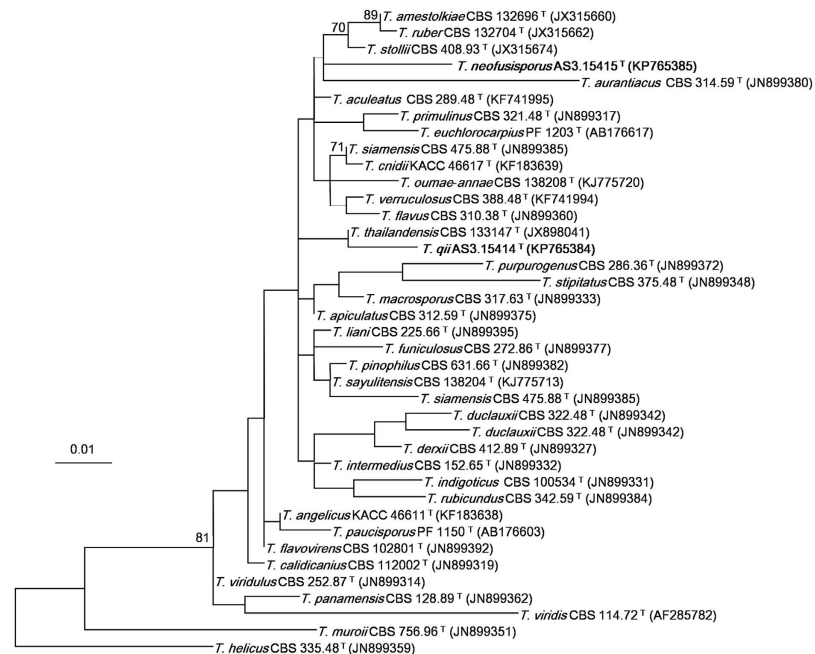 89
T. amestolkiae CBS 132696 T (JX315660)
70
T. ruber CBS 132704 T (JX315662)
T. stollii CBS 408.93 T (JX315674)
T. neofusisporus AS3.15415 T (KP765385)
T. aurantiacus CBS 314.59 T (JN899380)
T. aculeatus CBS 289.48 T (KF741995)
T. primulinus CBS 321.48 T (JN899317)
T. euchlorocarpius PF 1203 T (AB176617)
71
T. siamensis CBS 475.88 T (JN899385)
T. cnidii KACC 46617 T (KF183639)
T. oumae-annae CBS 138208 T (KJ775720)
T. verruculosus CBS 388.48 T (KF741994)
T. flavus CBS 310.38 T (JN899360)
T. thailandensis CBS 133147 T (JX898041)
T. qii AS3.15414 T (KP765384)
T. purpurogenus CBS 286.36 T (JN899372)
T. stipitatus CBS 375.48 T (JN899348)
T. macrosporus CBS 317.63 T (JN899333)
T. apiculatus CBS 312.59 T (JN899375)
T. liani CBS 225.66 T (JN899395)
T. funiculosus CBS 272.86 T (JN899377)
T. pinophilus CBS 631.66 T (JN899382)
T. sayulitensis CBS 138204 T (KJ775713)
T. siamensis CBS 475.88 T (JN899385)
T. duclauxii CBS 322.48 T (JN899342)
T. duclauxii CBS 322.48 T (JN899342)
T. derxii CBS 412.89 T (JN899327)
0.01
T. intermedius CBS 152.65 T (JN899332)
T. indigoticus CBS 100534 T (JN899331)
T. rubicundus CBS 342.59 T (JN899384)
T. angelicus KACC 46611 T (KF183638)
T. paucisporus PF 1150 T (AB176603)
81
T. flavovirens CBS 102801 T (JN899392)
T. calidicanius CBS 112002 T (JN899319)
T. viridulus CBS 252.87 T (JN899314)
T. panamensis CBS 128.89 T (JN899362)
T. viridis CBS 114.72 T (AF285782)
T. muroii CBS 756.96 T (JN899351)
T. helicus CBS 335.48 T (JN899359)